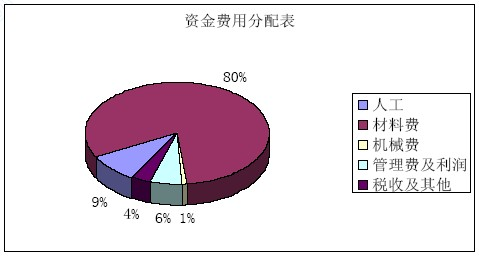 资金费用分配表
80%
9%
4%
6%
1%
人工
材料费
机械费
管理费及利润
税收及其他